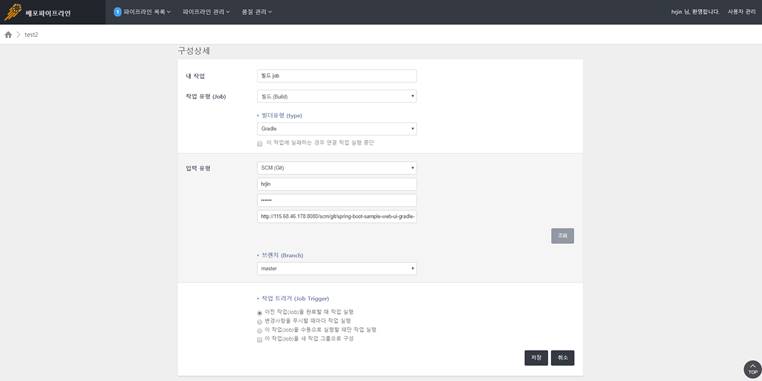 배포파이프라인
1 파이프라인 목록
파이프라인 관리
품질 관리
hrjin 님, 환영합니다.
사용자 관리
test2
구성상세
내 작업
빌드 job
작업 유형 (Job)
빌드 (Build)
빌더유형 (type)
Gradle
이 작업에 실패하는 경우 연결 작업 실행 중단
입력 유형
SCM (Git)
hrjin
••••••
http://115.68.46.178:8080/scm/git/spring-boot-sample-web-ui-gradle-
조회
브랜치 (Branch)
master
작업 트리거 (Job Trigger)
이전 작업(Job)을 완료할 때 작업 실행
변경사항을 푸시할 때마다 작업 실행
이 작업(Job)을 수동으로 실행할 때만 작업 실행
이 작업(Job)을 새 작업 그룹으로 구성
저장
취소
TOP